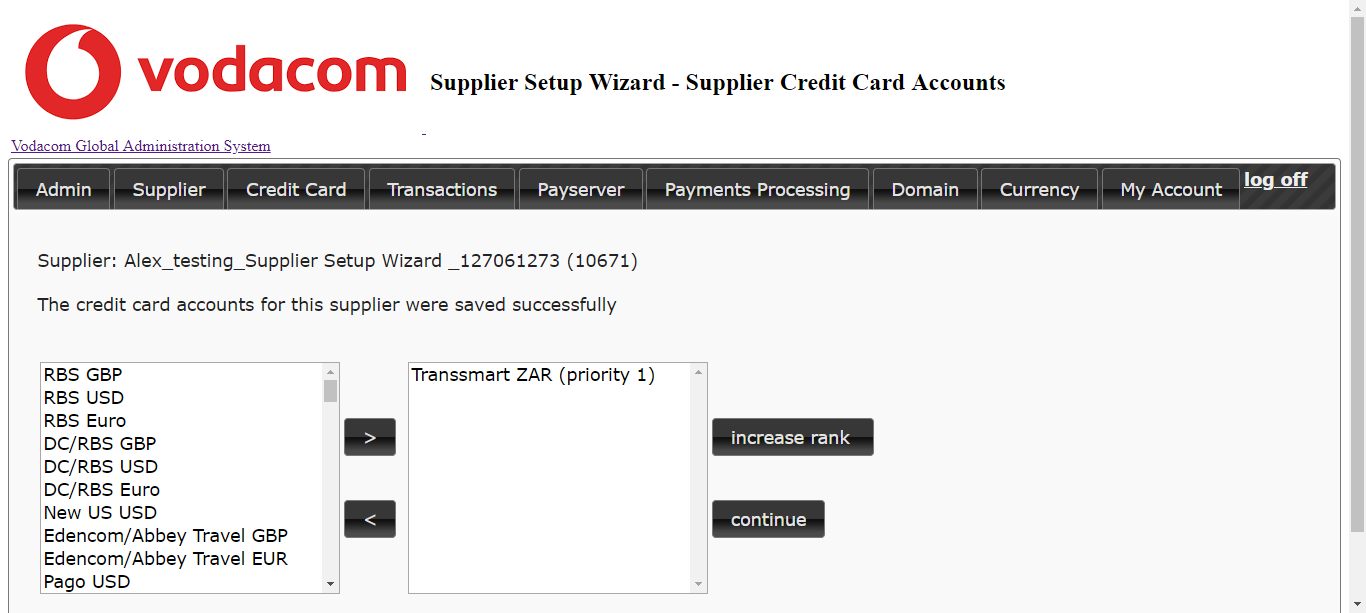 vodacom
Supplier Setup Wizard - Supplier Credit Card Accounts
Vodacom Global Administration System
Admin Supplier Credit Card Transactions Payserver Payments Processing Domain Currency My Account log off
Supplier: Alex_testing_Supplier Setup Wizard _127061273 (10671)
The credit card accounts for this supplier were saved successfully
RBS GBP
RBS USD
RBS Euro
DC/RBS GBP
DC/RBS USD
DC/RBS Euro
New US USD
Edencom/Abbey Travel GBP
Edencom/Abbey Travel EUR
Pago USD
>
<
Transsmart ZAR (priority 1)
increase rank
continue